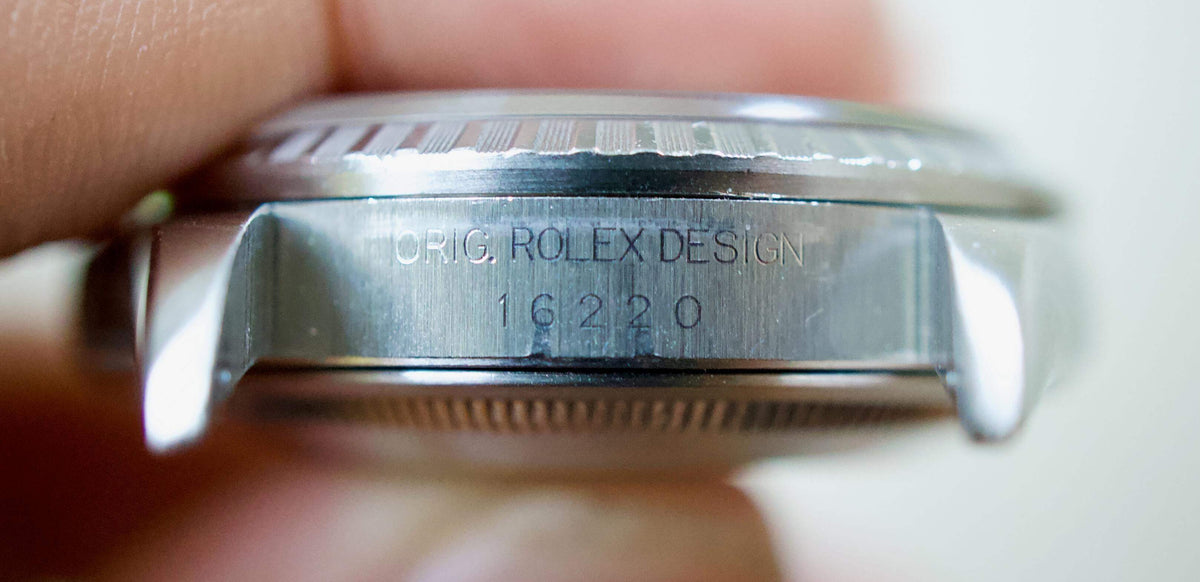 ORIG. ROLEX DESIGN
16220